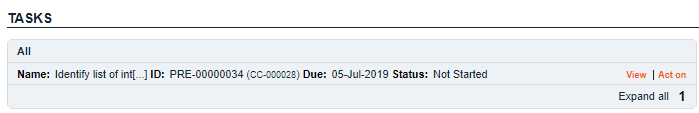 TASKS
All
Name: Identify list of int[...] ID: PRE-00000034 (CC-000028) Due: 05-Jul-2019 Status: Not Started View | Act on
Expand all 1